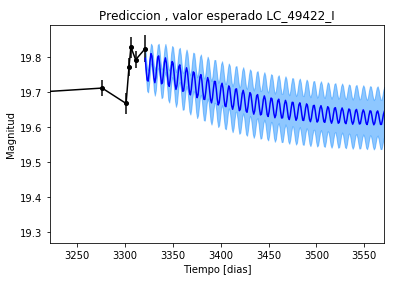 Prediccion , valor esperado LC_49422_I
Magnitud
19.8
19.7
19.6
19.5
19.4
19.3
3250 3300 3350 3400 3450 3500 3550
Tiempo [dias]